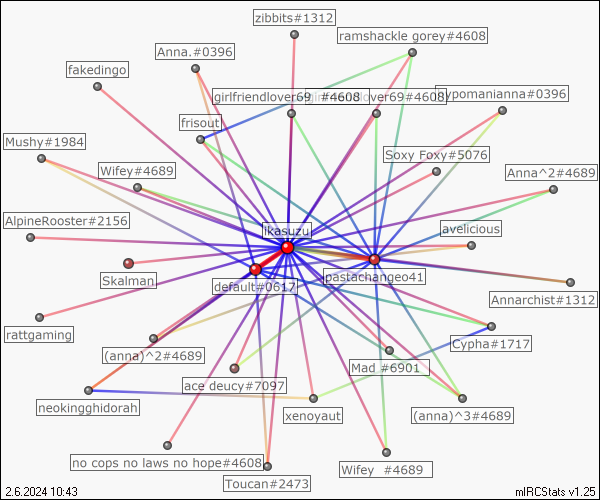 zibbits#1312
ramshackle gorey#4608
Anna.#0396
fakedingo
girlfriendlover69 #4608
lover69#4608
hypomanianna#0396
frisout
Mushy#1984
Soxy Foxy#5076
Wifey#4689
Anna^2#4689
AlpineRooster#2156
ikasuzu
avelicious
Skalman
default#0617
pastachangeo41
Annarchist#1312
rattgaming
(anna)^2#4689
Cypha#1717
Mad #6901
ace deucy#7097
neokingghidorah
xenoyaut
(anna)^3#4689
no cops no laws no hope#4608
Wifey #4689
Toucan#2473
2.6.2024 10:43
mIRCStats v1.25